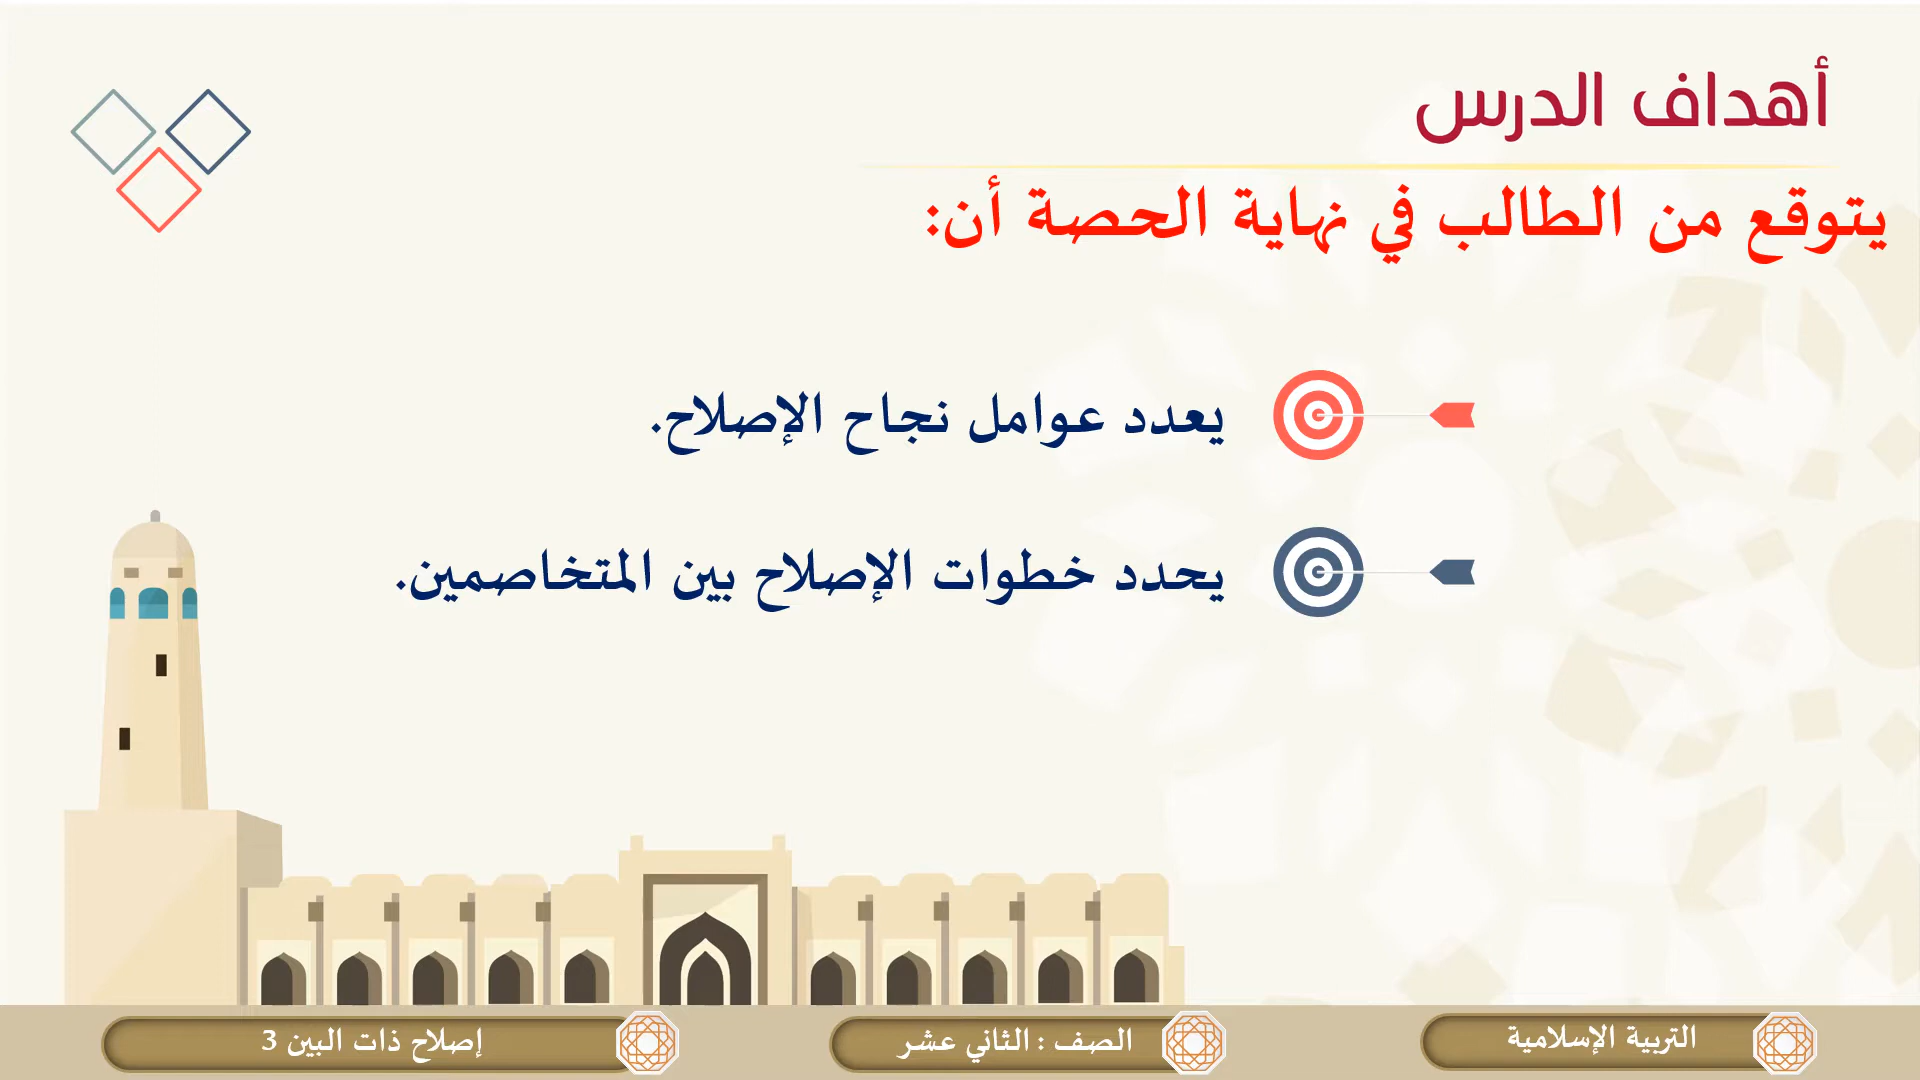 أهداف الدرس
يتوقع من الطالب في نهاية الحصة أن:
يعدد عوامل نجاح الإصلاح.
يحدد خطوات الإصلاح بين المتخاصمين.
التربية الإسلامية
الصف : الثاني عشر
إصلاح ذات البين 3